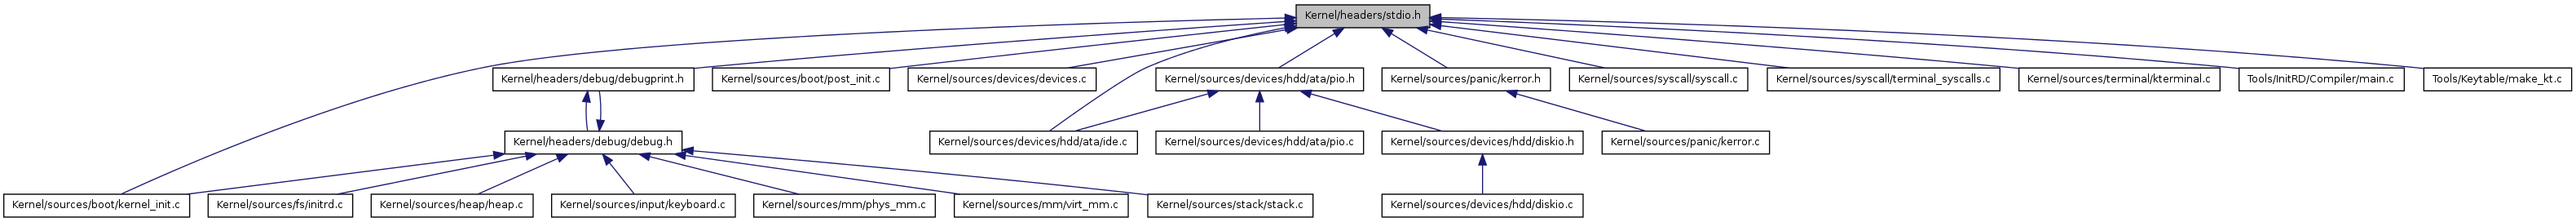 Kernel/headers/stdio.h
Kernel/headers/debug/debugprint.h
Kernel/sources/boot/post_init.c
Kernel/sources/devices/devices.c
Kernel/sources/devices/hdd/ata/pio.h
Kernel/sources/panic/kerror.h
Kernel/sources/syscall/syscall.c
Kernel/sources/syscall/terminal_syscalls.c
Kernel/sources/terminal/kterminal.c
Tools/InitRD/Compiler/main.c
Tools/Keytable/make_kt.c
Kernel/headers/debug/debug.h
Kernel/sources/devices/hdd/ata/ide.c
Kernel/sources/devices/hdd/ata/pio.c
Kernel/sources/devices/hdd/diskio.h
Kernel/sources/panic/kerror.c
Kernel/sources/boot/kernel_init.c
Kernel/sources/fs/initrd.c
Kernel/sources/heap/heap.c
Kernel/sources/input/keyboard.c
Kernel/sources/mm/phys_mm.c
Kernel/sources/mm/virt_mm.c
Kernel/sources/stack/stack.c
Kernel/sources/devices/hdd/diskio.c